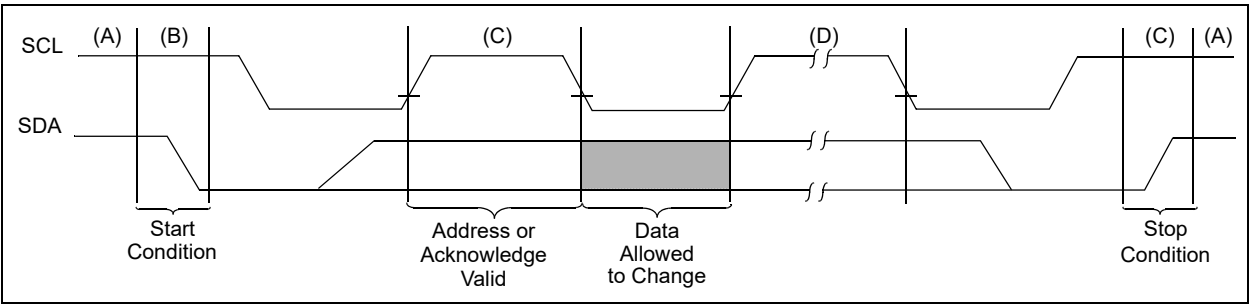 (A) (B) (C) (D) (C) (A)
SCL
SDA
Start
Condition
Address or
Acknowledge
Valid
Data
Allowed
to Change
Stop
Condition